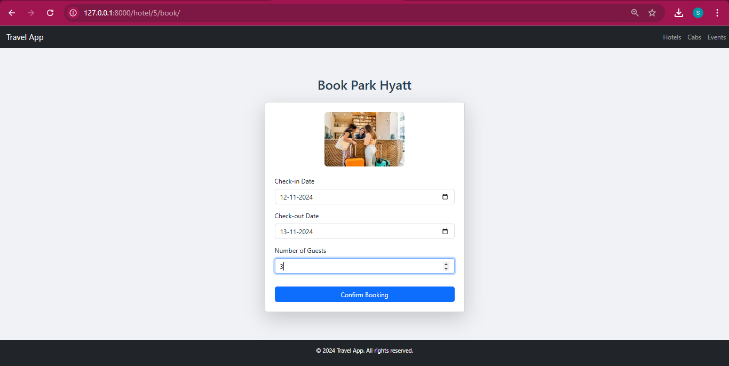 127.0.0.1:8000/hotel/5/book/
S
Travel App
Hotels Cabs Events
Book Park Hyatt
Check-in Date
12-11-2024
Check-out Date
13-11-2024
Number of Guests
3
Confirm Booking
© 2024 Travel App. All rights reserved.